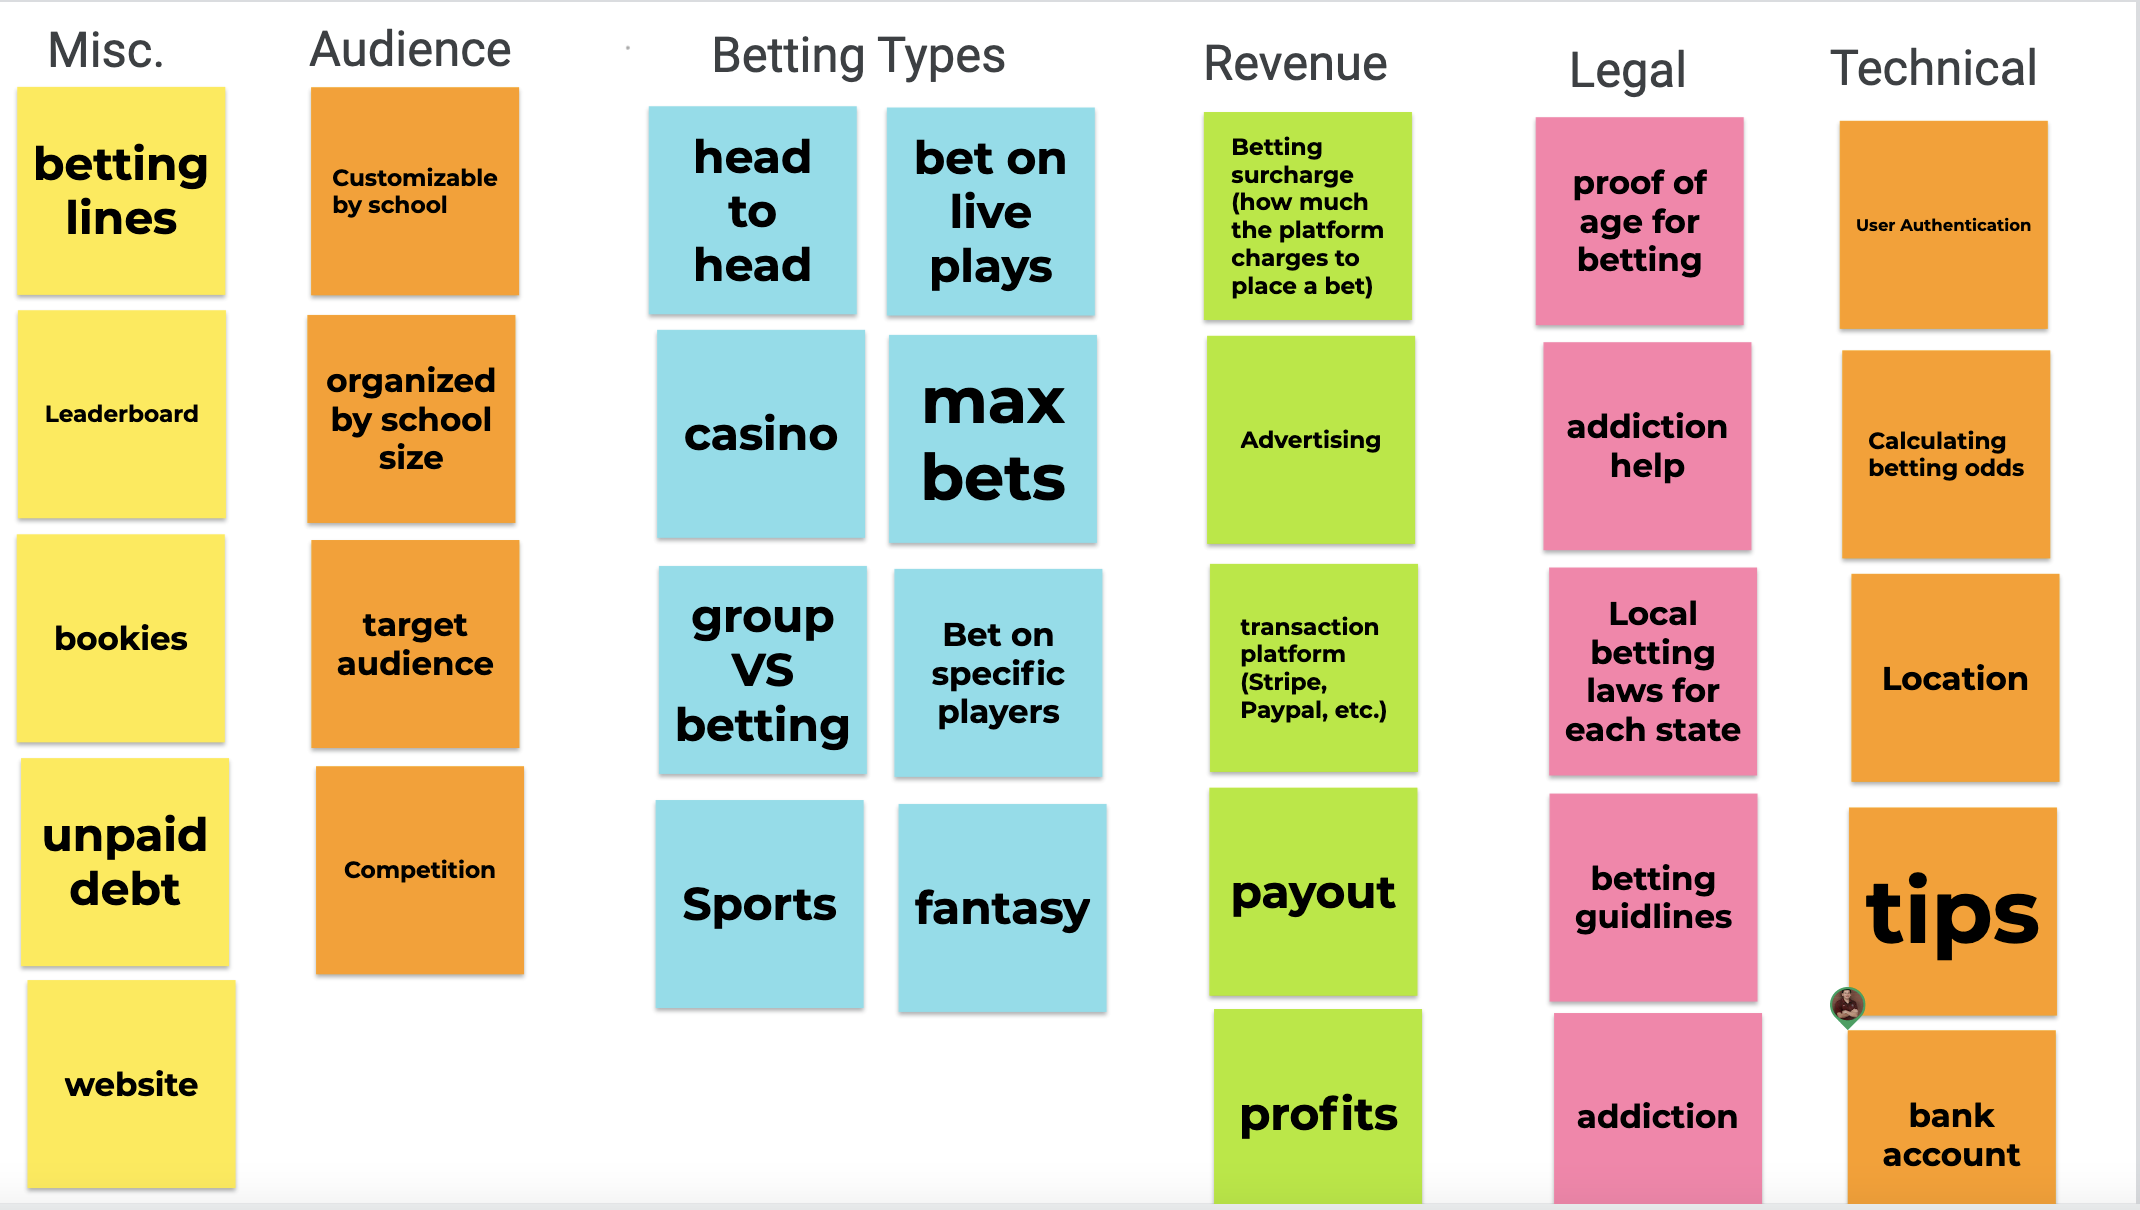 Misc.
betting
lines
Leaderboard
bookies
unpaid
debt
website
Audience
Customizable
by school
organized
by school
size
target
audience
Competition
Betting Types
head
to
head
bet on
live
plays
casino
max
bets
group
VS
betting
Bet on
specific
players
Sports
fantasy
Revenue
Betting
surcharge
(how much
the platform
charges to
place a bet)
Advertising
transaction
platform
(Stripe,
Paypal, etc.)
payout
profits
Legal
proof of
age for
betting
addiction
help
Local
betting
laws for
each state
betting
guidlines
addiction
Technical
User Authentication
Calculating
betting odds
Location
tips
bank
account